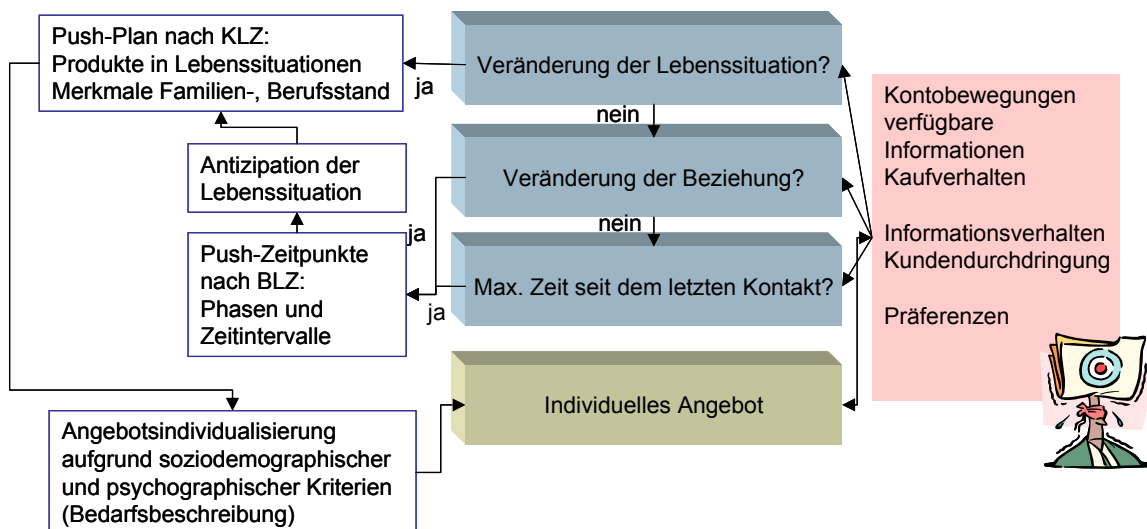 Push-Plan nach KLZ:
Produkte in Lebenssituationen
Merkmale Familien-, Berufsstand
ja
Veränderung der Lebenssituation?
nein
Antizipation der
Lebenssituation
Veränderung der Beziehung?
nein
ja
Push-Zeitpunkte
nach BLZ:
Phasen und
Zeitintervalle
Max. Zeit seit dem letzten Kontakt?
ja
Kontobewegungen
verfügbare
Informationen
Kaufverhalten
Informationsverhalten
Kundendurchdringung
Präferenzen
Individuelles Angebot
Angebotsindividualisierung
aufgrund soziodemographischer
und psychographischer Kriterien
(Bedarfsbeschreibung)